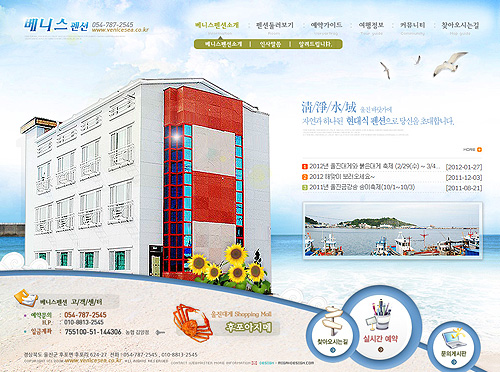 베니스 펜션
054-787-2545
www.venicesea.co.kr
베니스펜션소개 펜션둘러보기 예약가이드 여행정보 커뮤니티 찾아오시는길
베니스펜션소개 | 인사말씀 | 알려드립니다.
淸/淨/水/域 울진 바닷가에
자연과 하나된 현대식 펜션으로 당신을 초대합니다.
HOME
1 2012년 울진대게와 붉은대게 축제 (2/29(수) ~ 3/4... [2012-01-27]
2 2012 해맞이 보러오세요~ [2011-12-03]
3 2011년 울진금강송 송이축제(10/1~10/3) [2011-08-21]
베니스펜션 고/객/센/터
예약문의 : 054-787-2545
H.P : 010-8813-2545
입금계좌 : 755100-51-144306 농협 김영경
울진대게 Shopping Mall
후포아지매
찾아오시는길
실시간 예약
문의게시판
경상북도 울진군 후포면 후포리 624-27 전화 : 054-787-2545 , 010-8813-2545
www.venicesea.co.kr ALL RIGHTS RESERVED